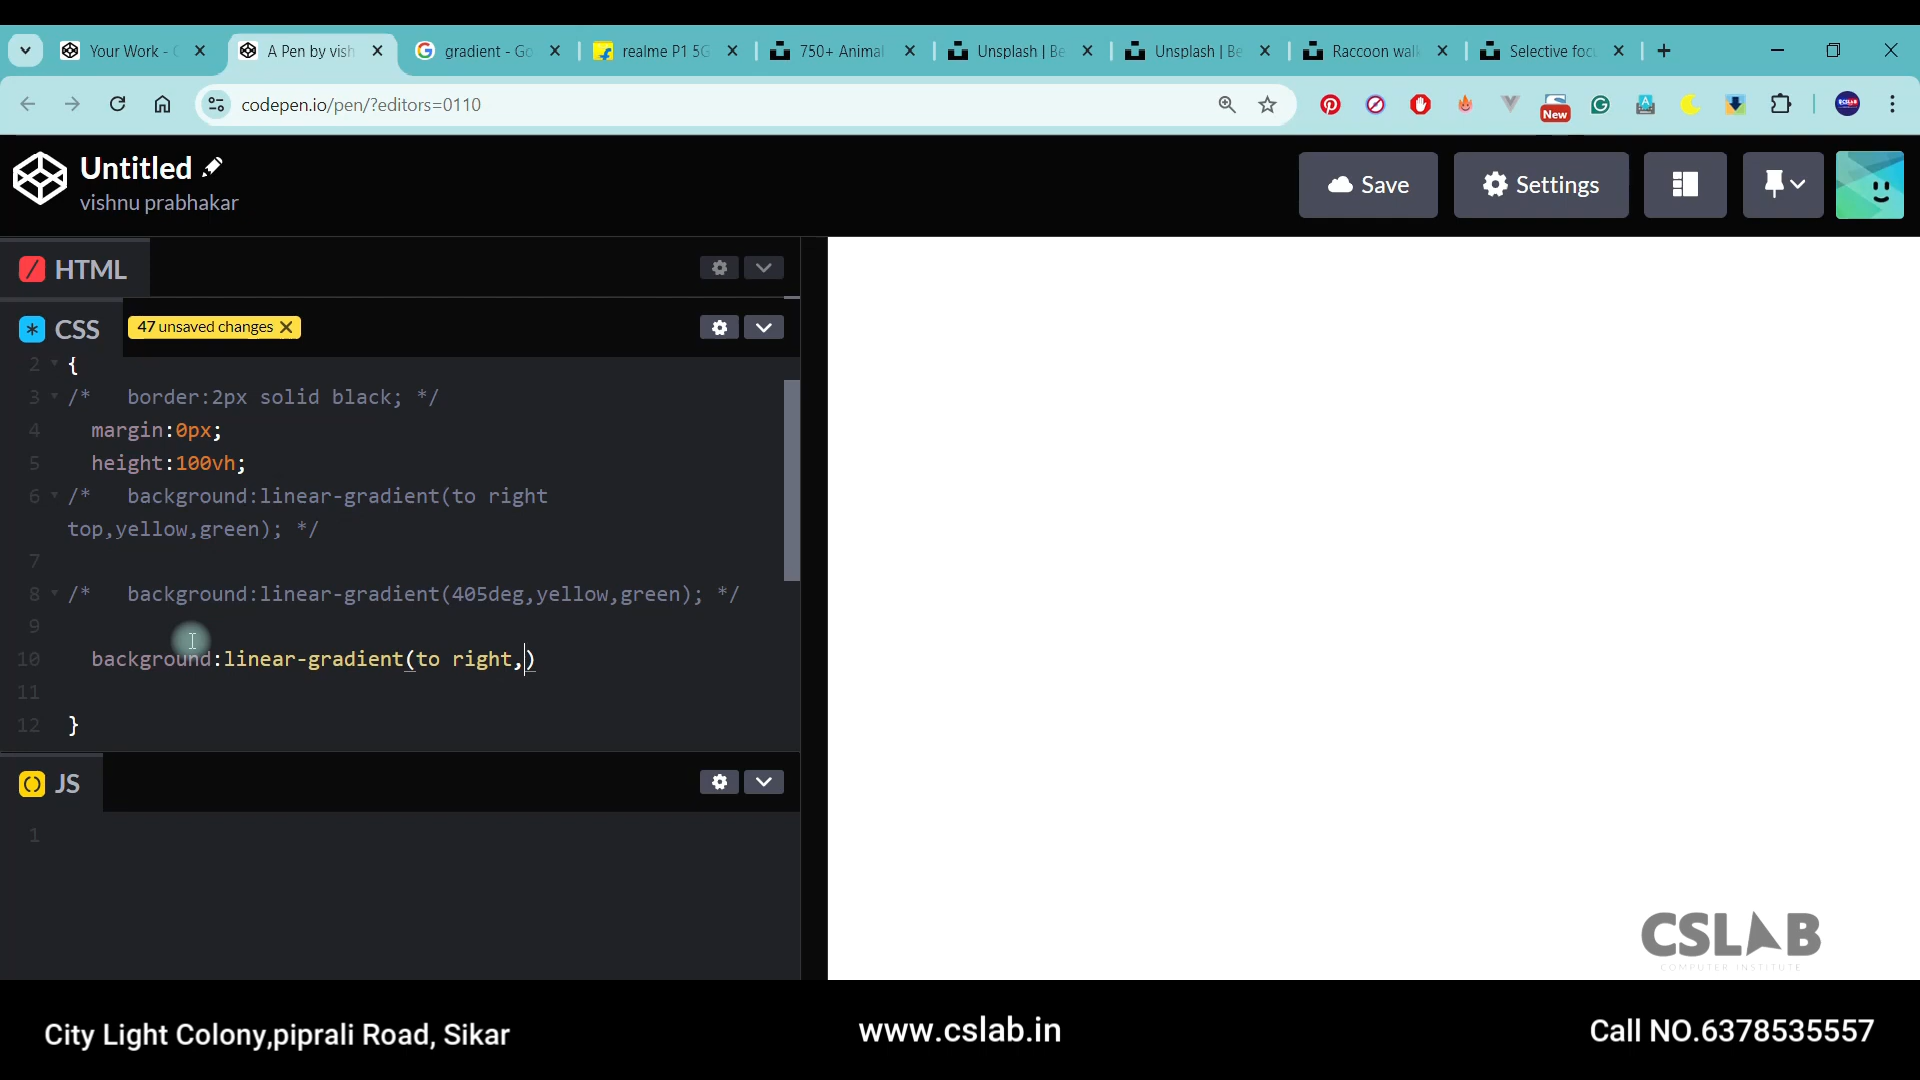 Your Work - C
A Pen by vish
gradient - Go
realme P1 5G
750+ Animal
Unsplash | Be
Unsplash | Be
Raccoon walk
Selective foc
codepen.io/pen/?editors=0110
New
Untitled
vishnu prabhakar
Save
Settings
HTML
CSS
47 unsaved changes
2 {
3 /*   border:2px solid black; */
4   margin:0px;
5   height:100vh;
6 /*   background:linear-gradient(to right
top,yellow,green); */
7
8 /*   background:linear-gradient(405deg,yellow,green); */
9
10   background:linear-gradient(to right,)
11
12 }
JS
1
CSLAB
COMPUTER INSTITUTE
City Light Colony,piprali Road, Sikar
www.cslab.in
Call NO.6378535557